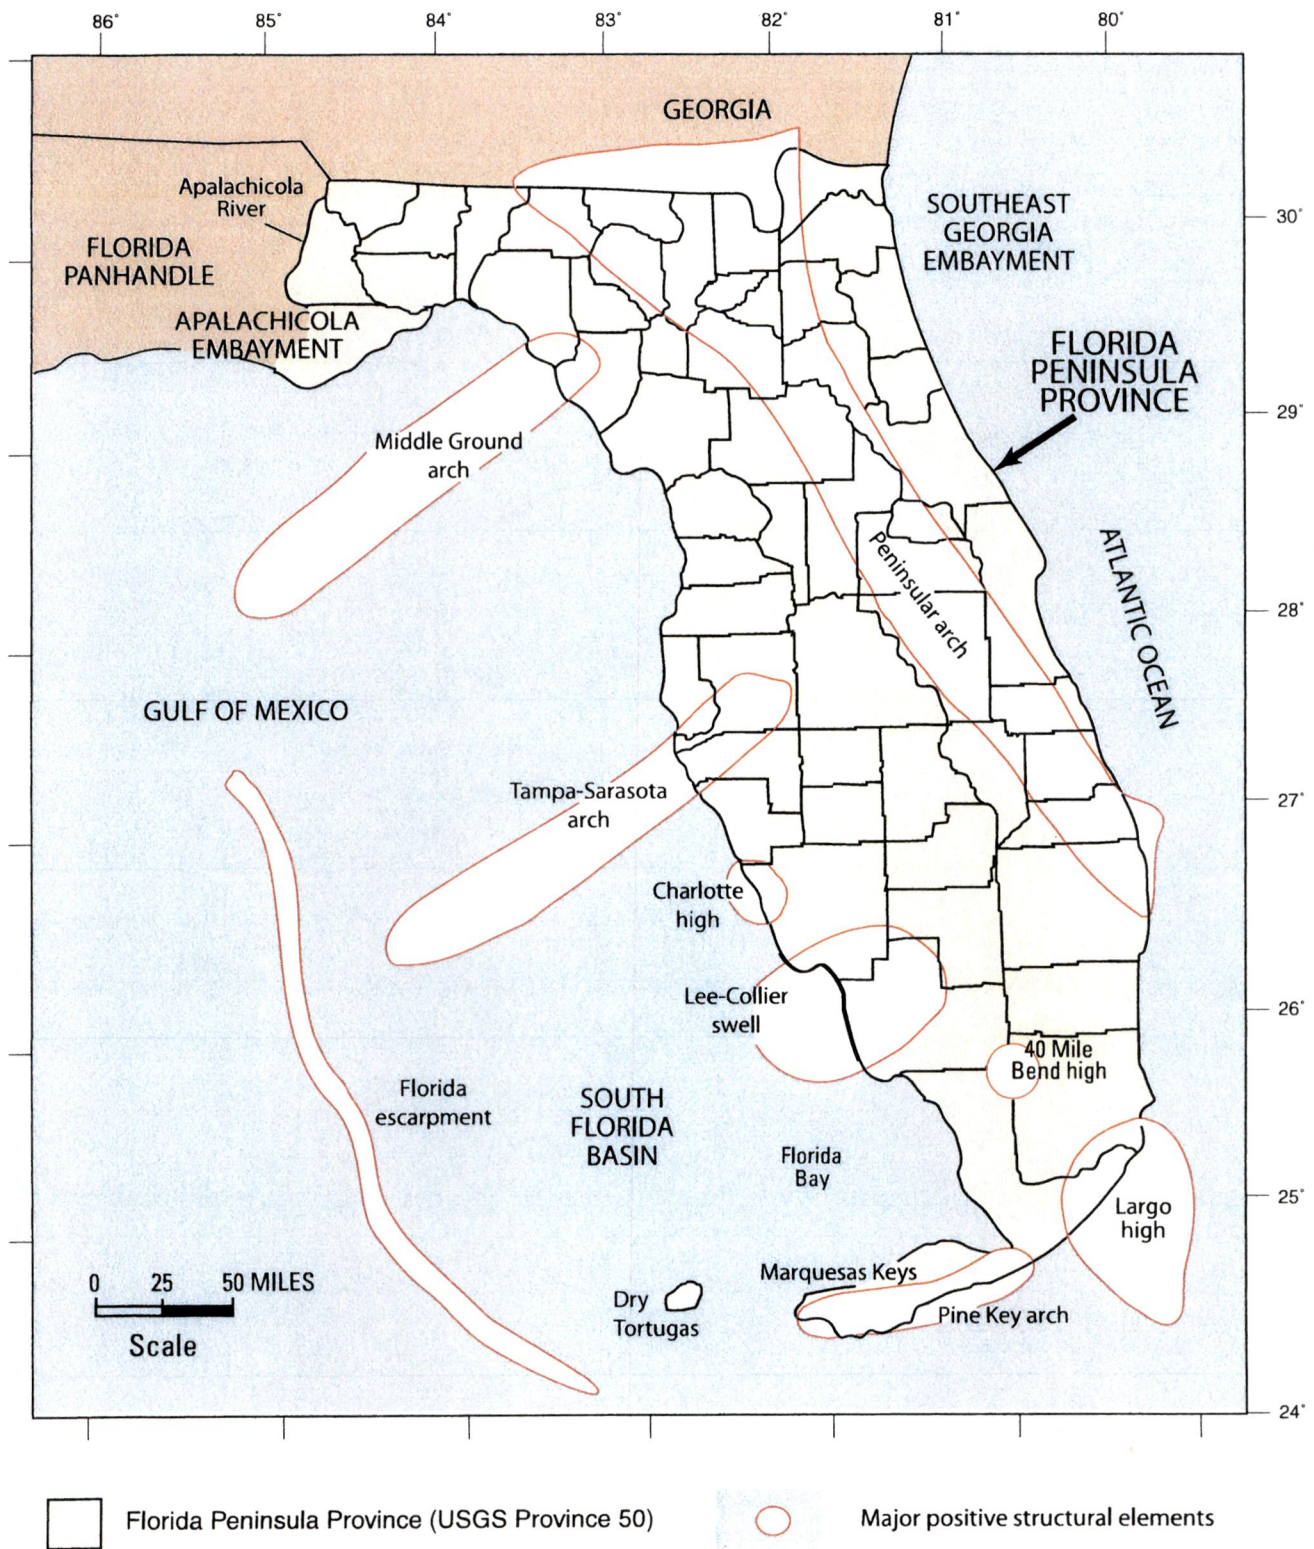 86°
85°
84°
83°
82°
81°
80°
GEORGIA
Apalachicola
River
FLORIDA
PANHANDLE
APALACHICOLA
EMBAYMENT
SOUTHEAST
GEORGIA
EMBAYMENT
30°
FLORIDA
PENINSULA
PROVINCE
29°
Middle Ground
arch
Peninsular arch
ATLANTIC OCEAN
28°
GULF OF MEXICO
Tampa-Sarasota
arch
27°
Charlotte
high
Lee-Collier
swell
26°
40 Mile
Bend high
Florida
escarpment
SOUTH
FLORIDA
BASIN
Florida
Bay
25°
Largo
high
Marquesas Keys
Pine Key arch
Dry
Tortugas
0 25 50 MILES
Scale
24°
Florida Peninsula Province (USGS Province 50)
Major positive structural elements